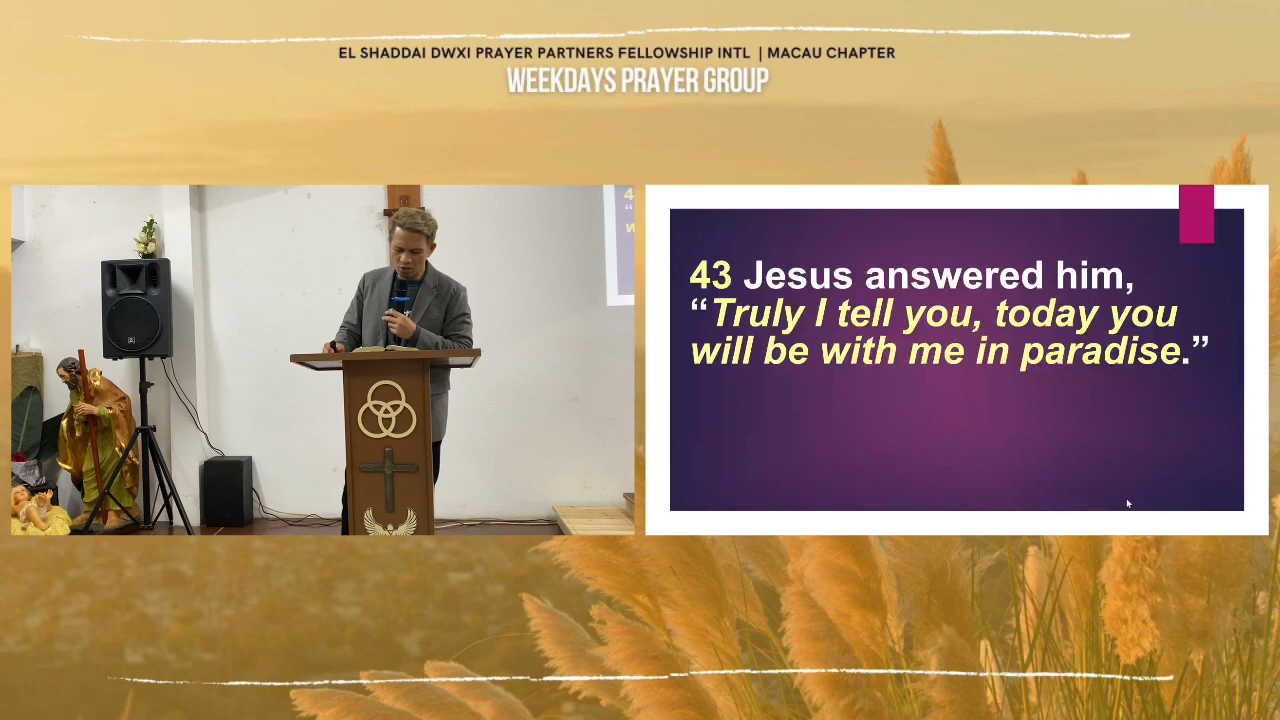 EL SHADDAI DWXI PRAYER PARTNERS FELLOWSHIP INTL | MACAU CHAPTER
WEEKDAYS PRAYER GROUP
43 Jesus answered him,
“Truly I tell you, today you
will be with me in paradise.”